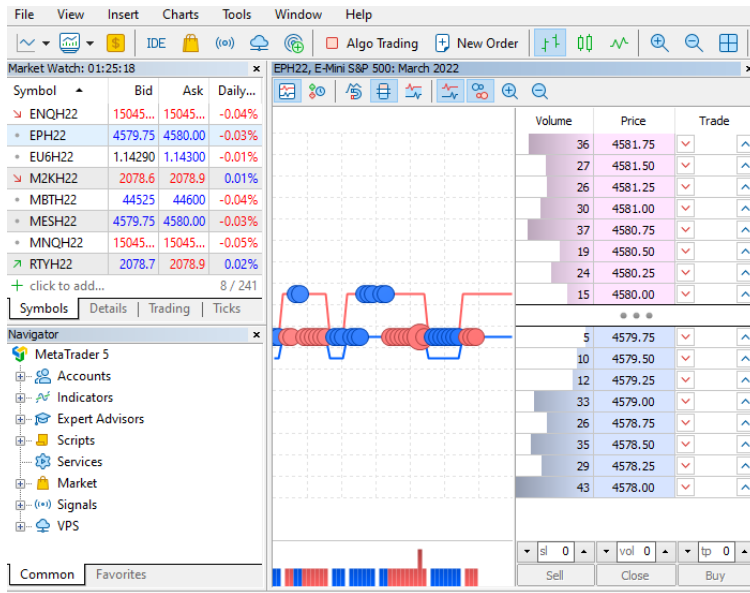 File View Insert Charts Tools Window Help
IDE Algo Trading New Order
Market Watch: 01:25:18 ×
EPH22, E-Mini S&P 500: March 2022
Symbol Bid Ask Daily...
ENQH22 15045... 15045... -0.04%
EPH22 4579.75 4580.00 -0.03%
EU6H22 1.14290 1.14300 -0.01%
M2KH22 2078.6 2078.9 0.01%
MBTH22 44525 44600 -0.04%
MESH22 4579.75 4580.00 -0.03%
MNQH22 15045... 15045... -0.05%
RTYH22 2078.7 2078.9 0.02%
click to add... 8 / 241
Symbols Details Trading Ticks
Navigator ×
MetaTrader 5
Accounts
Indicators
Expert Advisors
Scripts
Services
Market
Signals
VPS
Common Favorites
Volume Price Trade
36 4581.75
27 4581.50
26 4581.25
30 4581.00
37 4580.75
19 4580.50
24 4580.25
15 4580.00
5 4579.75
10 4579.50
12 4579.25
33 4579.00
26 4578.75
35 4578.50
29 4578.25
43 4578.00
sl 0 vol 0 tp 0
Sell Close Buy